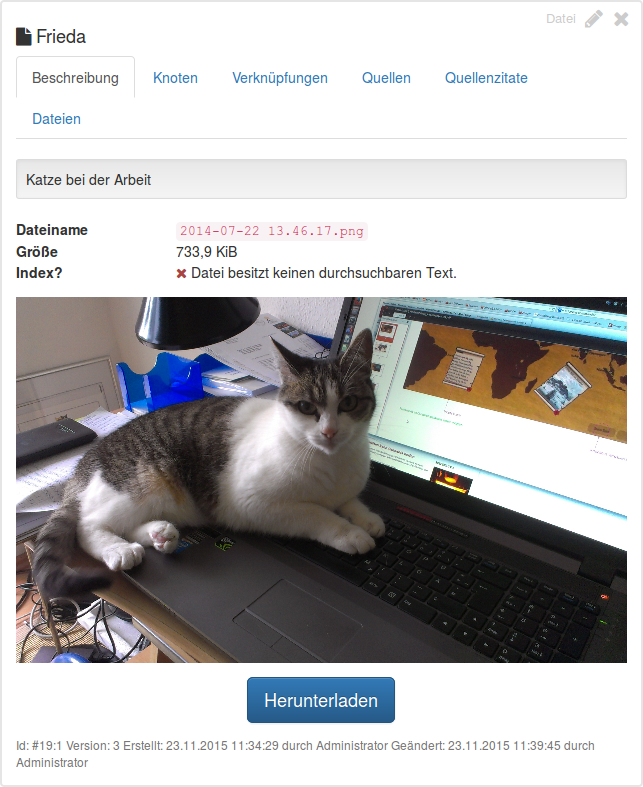 Datei
Frieda
Beschreibung Knoten Verknüpfungen Quellen Quellenzitate
Dateien
Katze bei der Arbeit
Dateiname 2014-07-22 13.46.17.png
Größe 733,9 KiB
Index? Datei besitzt keinen durchsuchbaren Text.
Herunterladen
Id: #19:1 Version: 3 Erstellt: 23.11.2015 11:34:29 durch Administrator Geändert: 23.11.2015 11:39:45 durch
Administrator